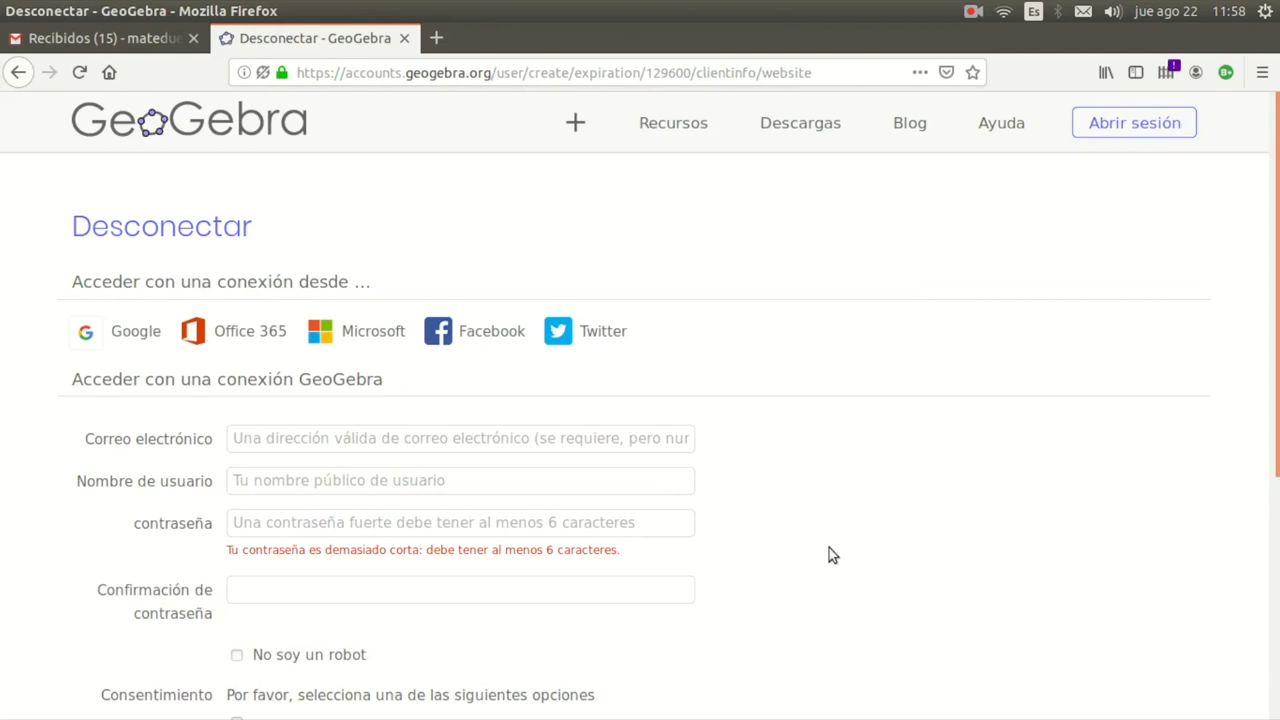 Desconectar - GeoGebra - Mozilla Firefox
Es
jue ago 22 11:58
Recibidos (15) - matedue
Desconectar - GeoGebra
https://accounts.geogebra.org/user/create/expiration/129600/clientinfo/website
GeoGebra
Recursos
Descargas
Blog
Ayuda
Abrir sesión
Desconectar
Acceder con una conexión desde ...
Google
Office 365
Microsoft
Facebook
Twitter
Acceder con una conexión GeoGebra
Correo electrónico
Una dirección válida de correo electrónico (se requiere, pero nur
Nombre de usuario
Tu nombre público de usuario
contraseña
Una contraseña fuerte debe tener al menos 6 caracteres
Tu contraseña es demasiado corta: debe tener al menos 6 caracteres.
Confirmación de
contraseña
No soy un robot
Consentimiento
Por favor, selecciona una de las siguientes opciones